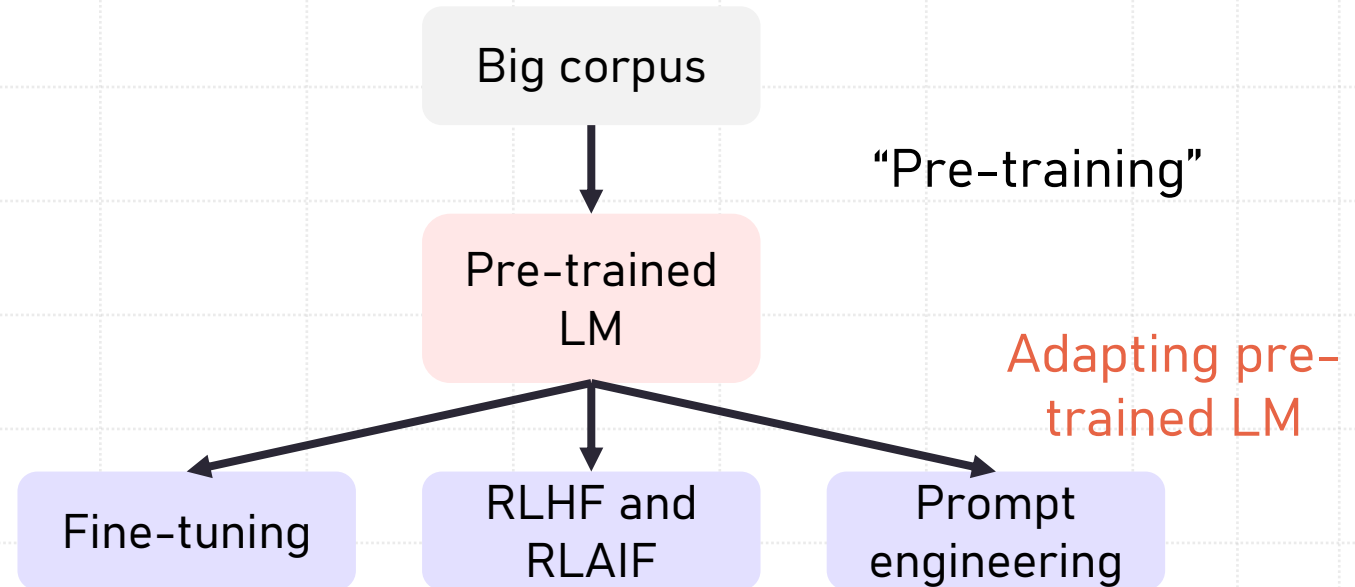 Big corpus
“Pre-training”
Pre-trained
LM
Adapting pre-
trained LM
Fine-tuning
RLHF and
RLAIF
Prompt
engineering